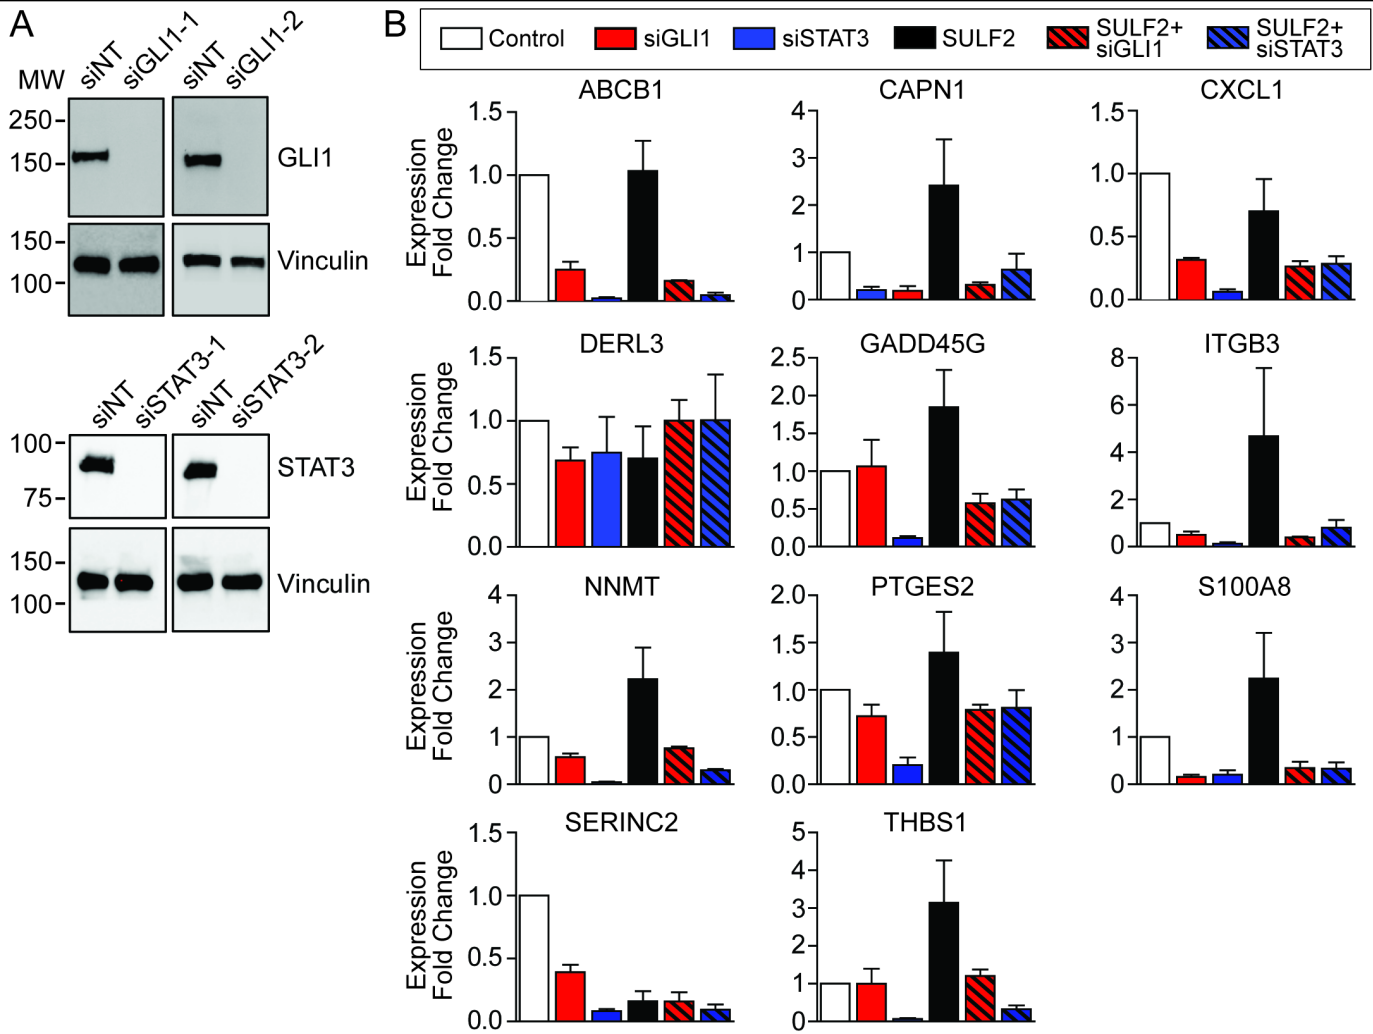 A
siNT siGLI1-1 siNT siGLI1-2
MW
250
150
GLI1
150
100
Vinculin
siNT siSTAT3-1 siNT siSTAT3-2
100
75
STAT3
150
100
Vinculin
B
Control siGLI1 siSTAT3 SULF2 SULF2+ siGLI1 SULF2+ siSTAT3
ABCB1
Expression
Fold Change
1.5
1.0
0.5
0.0
CAPN1
4
3
2
1
0
CXCL1
1.5
1.0
0.5
0.0
DERL3
Expression
Fold Change
1.5
1.0
0.5
0.0
GADD45G
2.5
2.0
1.5
1.0
0.5
0.0
ITGB3
8
6
4
2
0
NNMT
Expression
Fold Change
4
3
2
1
0
PTGES2
2.0
1.5
1.0
0.5
0.0
S100A8
4
3
2
1
0
SERINC2
Expression
Fold Change
1.5
1.0
0.5
0.0
THBS1
5
4
3
2
1
0